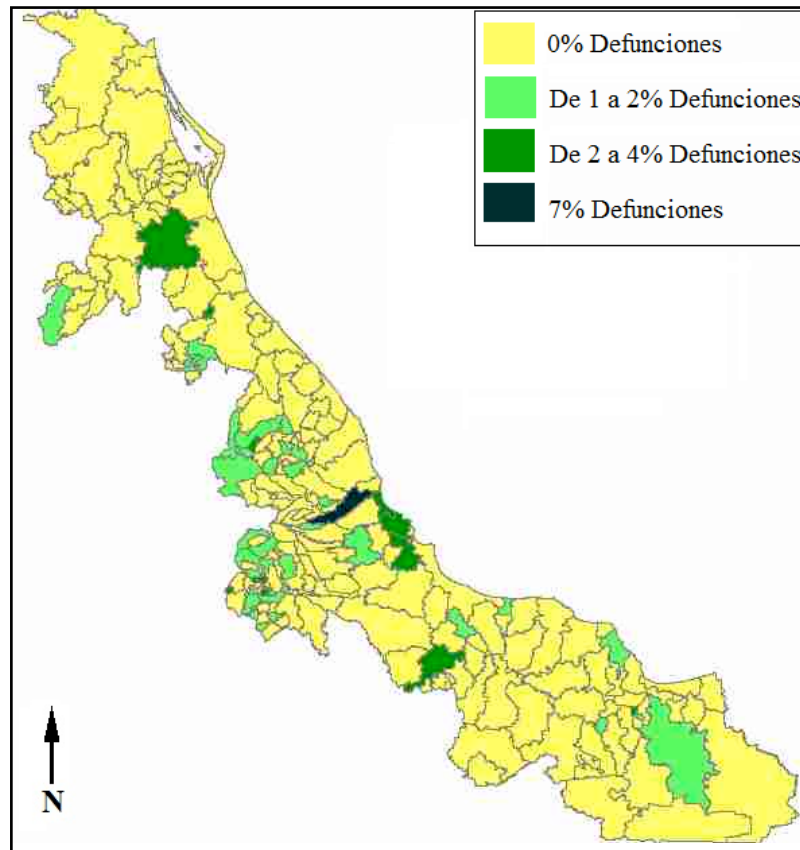 0% Defunciones
De 1 a 2% Defunciones
De 2 a 4% Defunciones
7% Defunciones
N